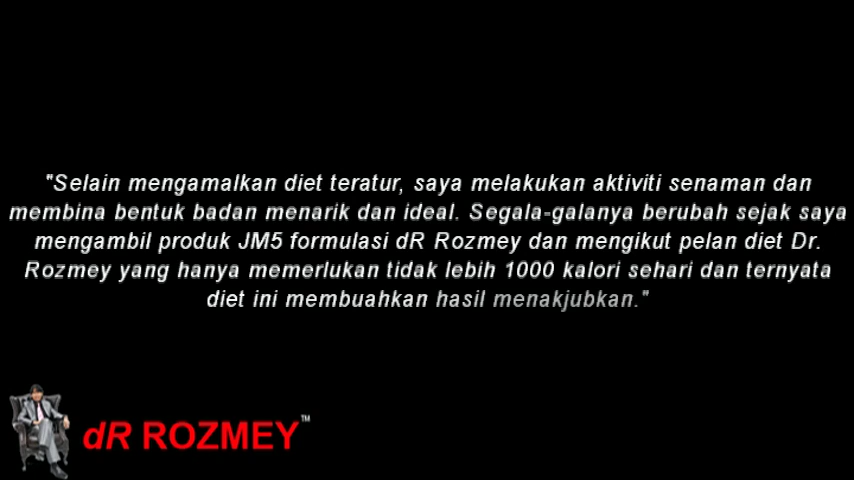 "Selain mengamalkan diet teratur, saya melakukan aktiviti senaman dan
membina bentuk badan menarik dan ideal. Segala-galanya berubah sejak saya
mengambil produk JM5 formulasi dR Rozmey dan mengikut pelan diet Dr.
Rozmey yang hanya memerlukan tidak lebih 1000 kalori sehari dan ternyata
diet ini membuahkan hasil menakjubkan."
dR ROZMEY™